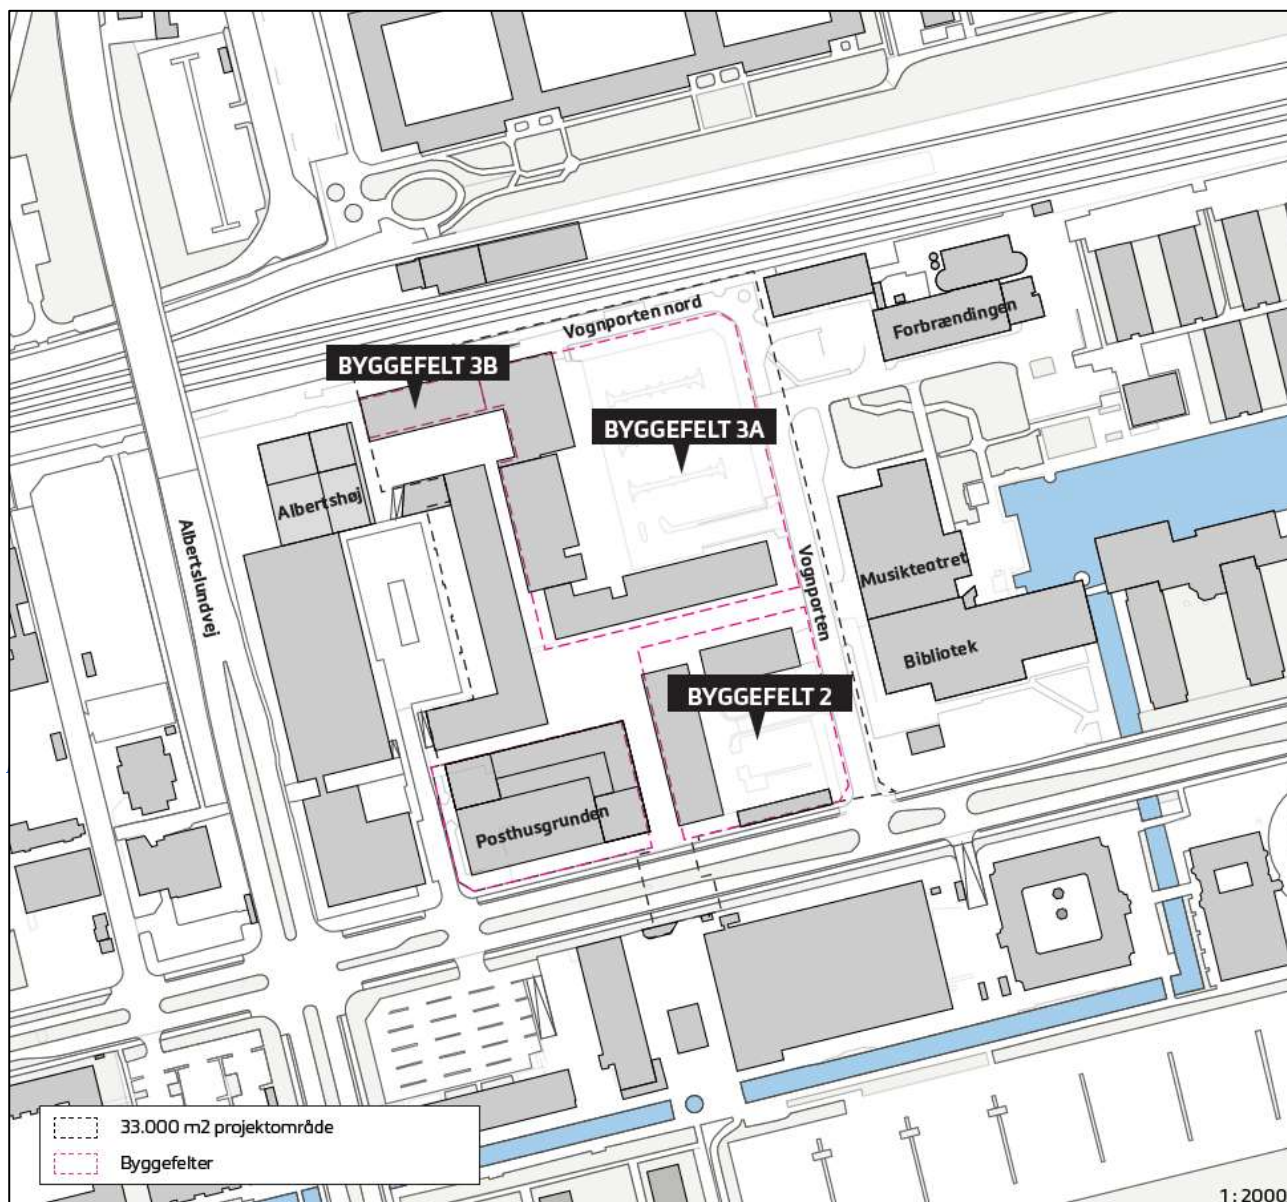 Vognporten nord
Forbrændingen
BYGGEFELT 3B
BYGGEFELT 3A
Albertshøj
Albertslundvej
Musikteatret
Vognporten
Bibliotek
BYGGEFELT 2
Posthusgrunden
33.000 m2 projektområde
Byggefelter
1:2000